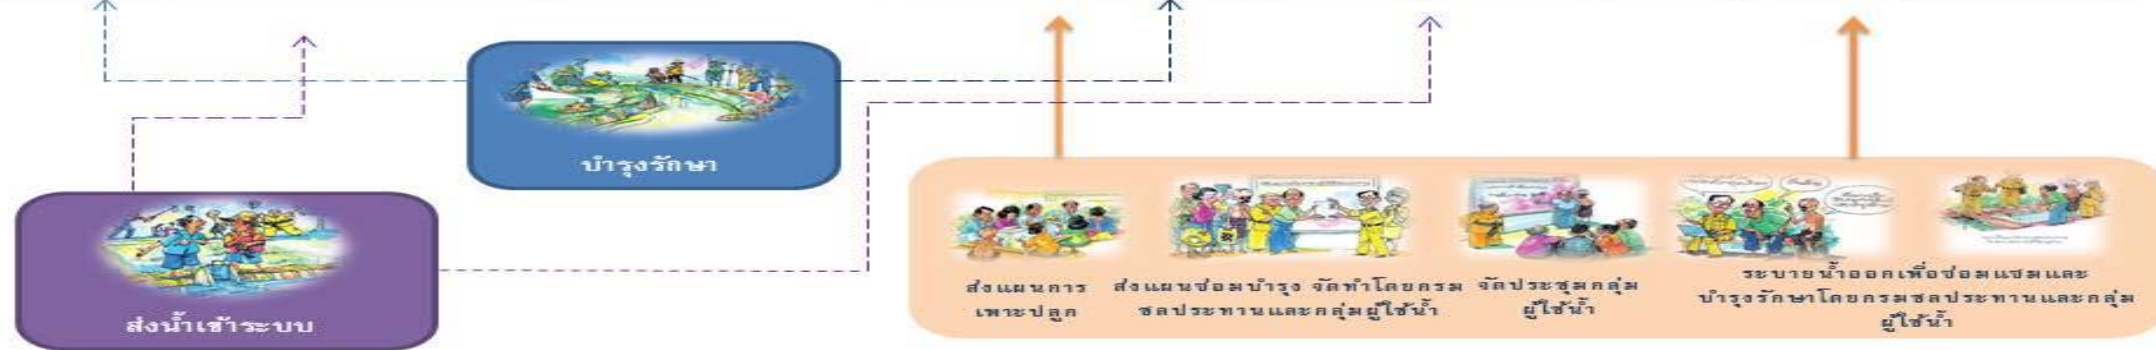 บำรุงรักษา
ส่งน้ำเข้าระบบ
ส่งแผนการ
เพาะปลูก
ส่งแผนซ่อมบำรุง จัดทำโดยกรม
ชลประทานและกลุ่มผู้ใช้น้ำ
จัดประชุมกลุ่ม
ผู้ใช้น้ำ
ระบายน้ำออกเพื่อซ่อมแซมและ
บำรุงรักษาโดยกรมชลประทานและกลุ่ม
ผู้ใช้น้ำ